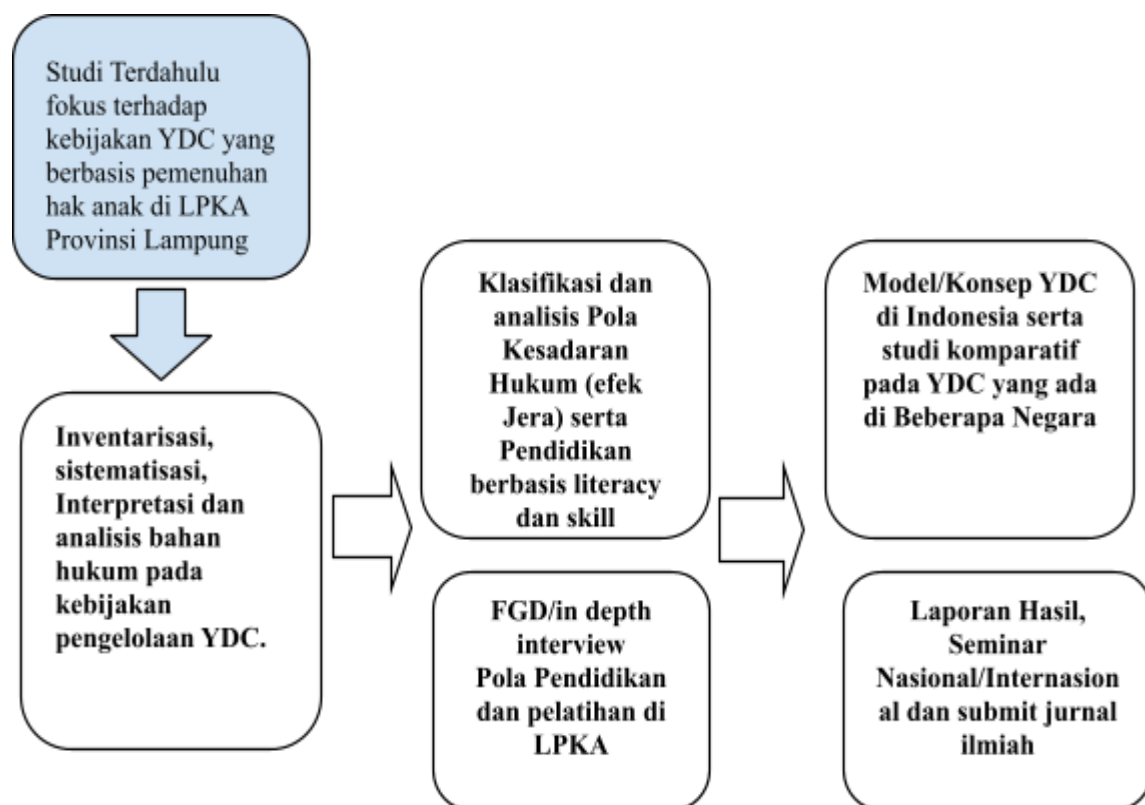 Studi Terdahulu
fokus terhadap
kebijakan YDC yang
berbasis pemenuhan
hak anak di LPKA
Provinsi Lampung
Inventarisasi,
sistematisasi,
Interpretasi dan
analisis bahan
hukum pada
kebijakan
pengelolaan YDC.
Klasifikasi dan
analisis Pola
Kesadaran
Hukum (efek
Jera) serta
Pendidikan
berbasis literacy
dan skill
FGD/in depth
interview
Pola Pendidikan
dan pelatihan di
LPKA
Model/Konsep YDC
di Indonesia serta
studi komparatif
pada YDC yang ada
di Beberapa Negara
Laporan Hasil,
Seminar
Nasional/Internasion
al dan submit jurnal
ilmiah